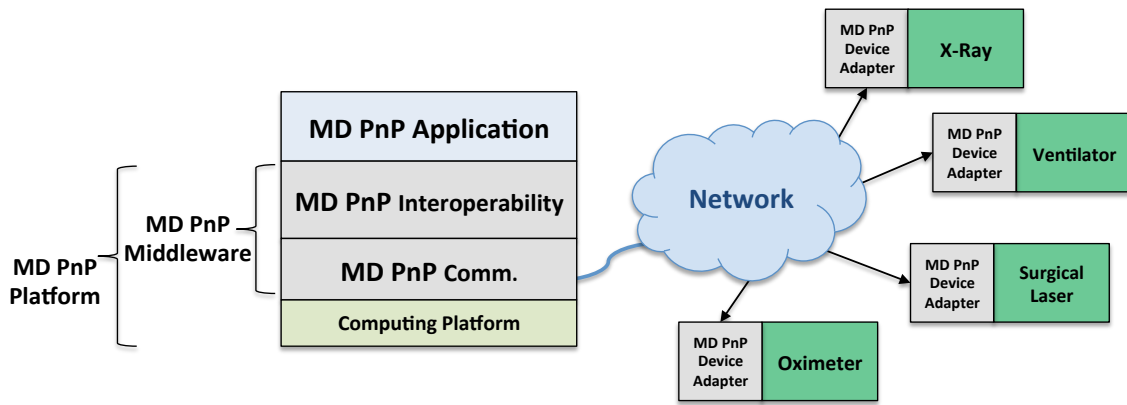 MD PnP
Platform
MD PnP
Middleware
MD PnP Application
MD PnP Interoperability
MD PnP Comm.
Computing Platform
Network
MD PnP
Device
Adapter
X-Ray
MD PnP
Device
Adapter
Ventilator
MD PnP
Device
Adapter
Surgical
Laser
MD PnP
Device
Adapter
Oximeter